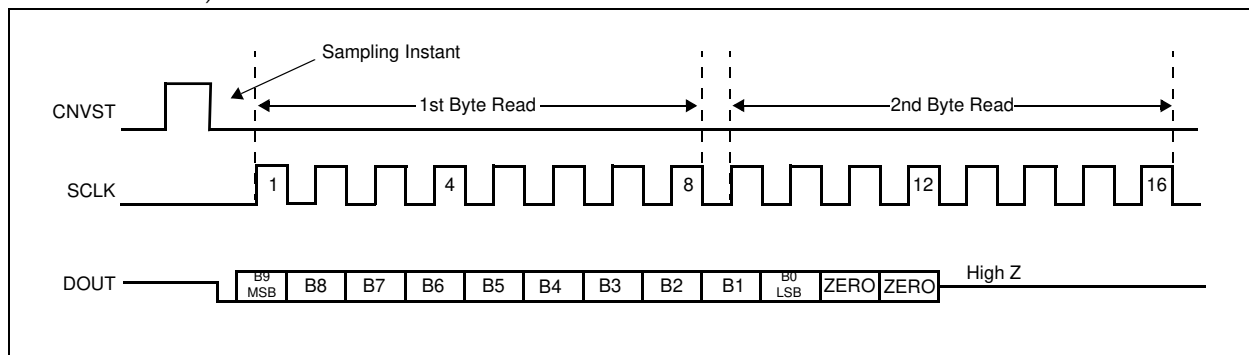 Sampling Instant
CNVST
1st Byte Read
2nd Byte Read
SCLK
1
4
8
12
16
DOUT
B9
MSB
B8
B7
B6
B5
B4
B3
B2
B1
B0
LSB
ZERO
ZERO
High Z